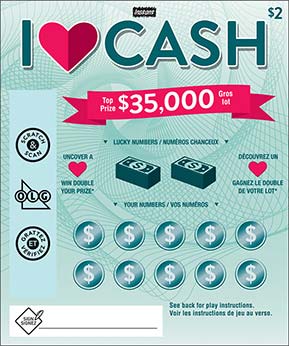 Instant
$2
I CASH
Top Prize $35,000 Gros lot
LUCKY NUMBERS / NUMÉROS CHANCEUX
UNCOVER A
WIN DOUBLE
YOUR PRIZE*
DÉCOUVREZ UN
GAGNEZ LE DOUBLE
DE VOTRE LOT*
YOUR NUMBERS / VOS NUMÉROS
SCRATCH & SCAN
OLG
GRATTEZ ET VÉRIFIEZ
$ $
$ $ $ $ $
$ $ $ $ $
See back for play instructions.
Voir les instructions de jeu au verso.
SIGN
SIGNEZ